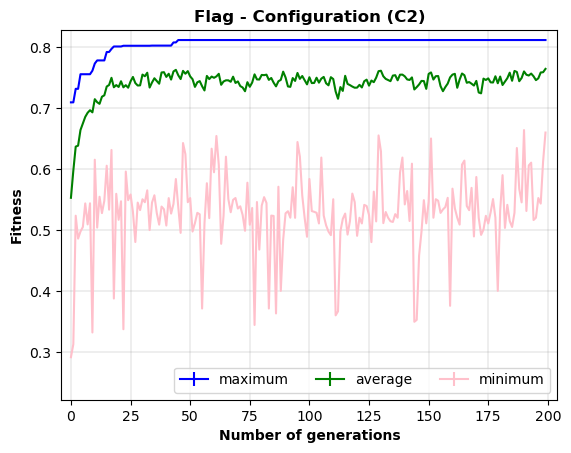 Flag - Configuration (C2)
Fitness
0.8
0.7
0.6
0.5
0.4
0.3
maximum average minimum
0 25 50 75 100 125 150 175 200
Number of generations